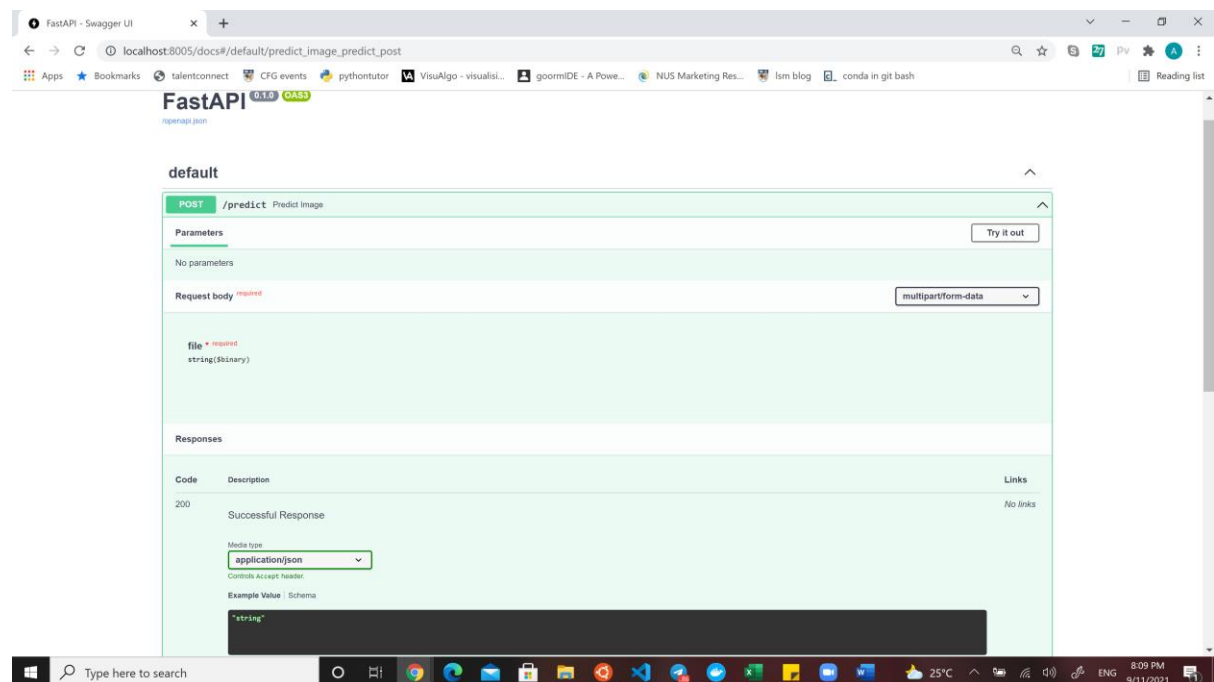 FastAPI - Swagger UI
localhost:8005/docs#/default/predict_image_predict_post
Apps Bookmarks talentconnect CFG events pythontutor VisuAlgo - visualisi... goormIDE - A Powe... NUS Marketing Res... lsm blog conda in git bash Reading list
FastAPI 0.1.0 OAS3
/openapi.json
default
POST /predict Predict Image
Parameters Try it out
No parameters
Request body required multipart/form-data
file * required
string($binary)
Responses
Code Description Links
200 Successful Response No links
Media type
application/json
Controls Accept header.
Example Value Schema
"string"
Type here to search 25°C ENG 8:09 PM
9/11/2021